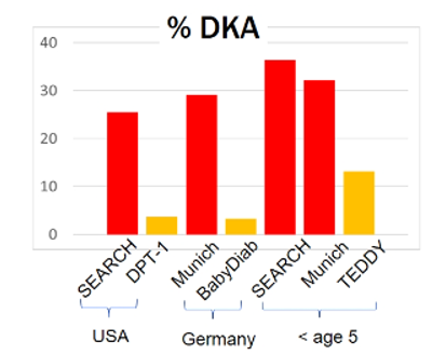 % DKA
40
30
20
10
0
SEARCH
DPT-1
Munich
BabyDiab
SEARCH
Munich
TEDDY
USA
Germany
< age 5